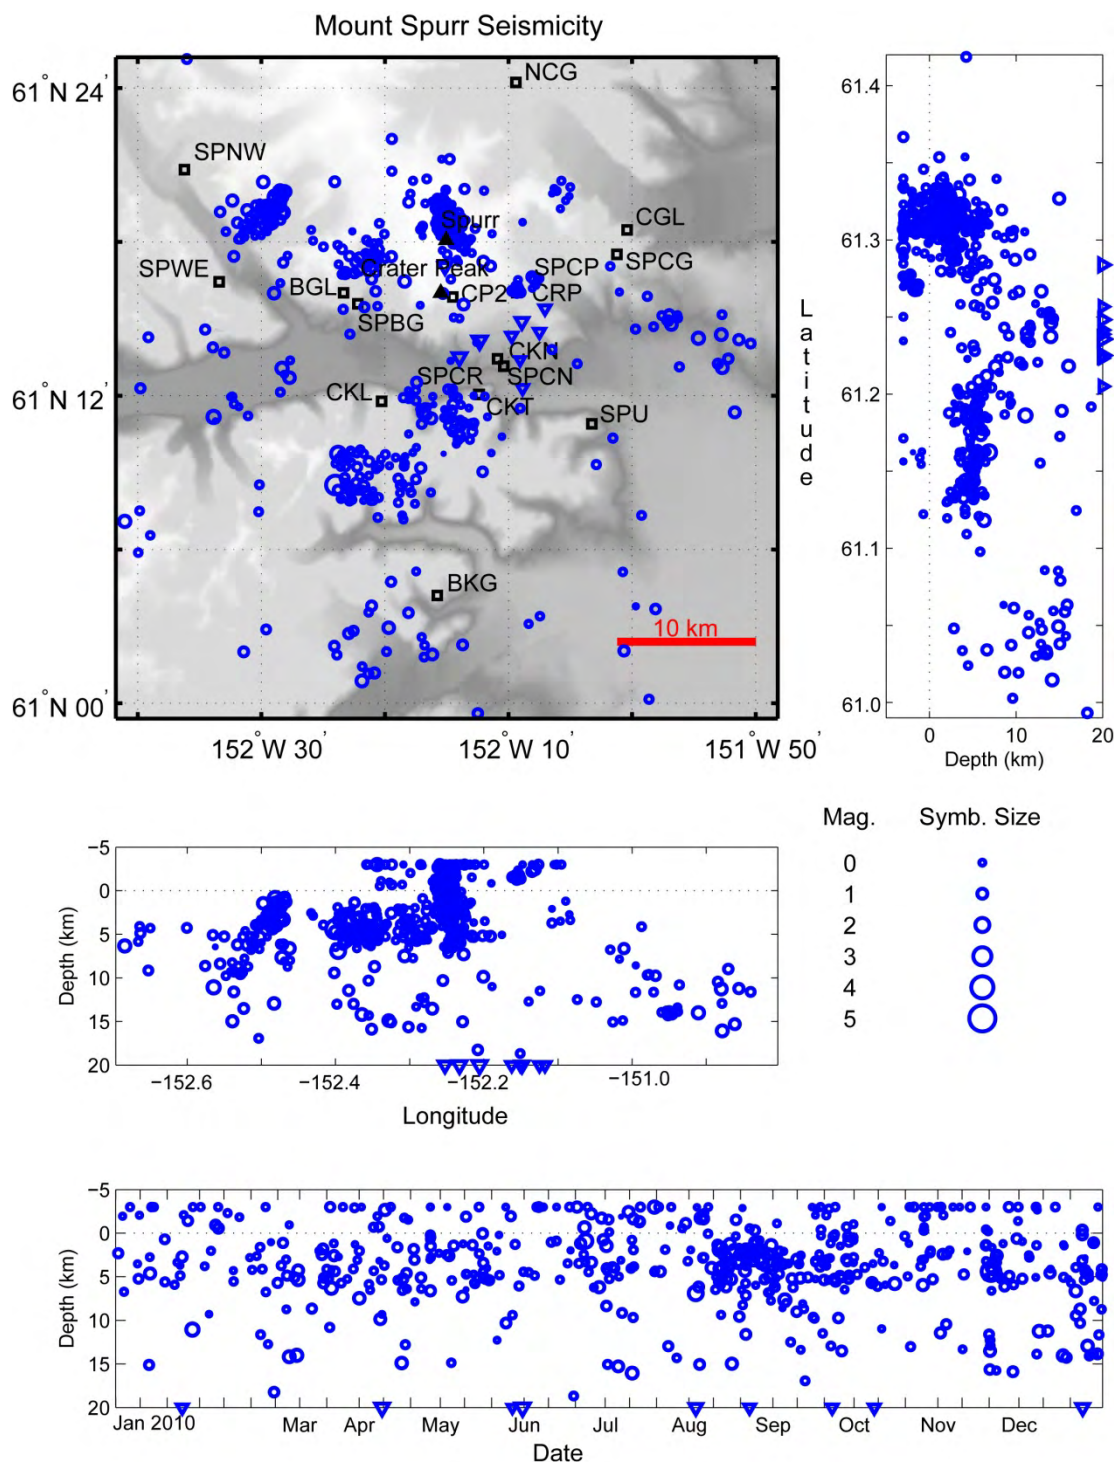 Mount Spurr Seismicity
NCG
61°N 24'
61.4
SPNW
Spurr
CGL
61.3
SPWE
Crater Peak
SPCP
SPCG
BGL
CP2
CRP
SPBG
Latitude
CKN
SPCR
SPCN
61°N 12'
CKL
CKT
SPU
61.2
61.1
BKG
10 km
61°N 00'
61.0
152°W 30'
152°W 10'
151°W 50'
0
10
20
Depth (km)
Mag.
Symb. Size
0
1
2
3
4
5
−5
0
5
10
15
20
Depth (km)
−152.6
−152.4
−152.2
−151.0
Longitude
−5
0
5
10
15
20
Depth (km)
Jan 2010
Mar
Apr
May
Jun
Jul
Aug
Sep
Oct
Nov
Dec
Date